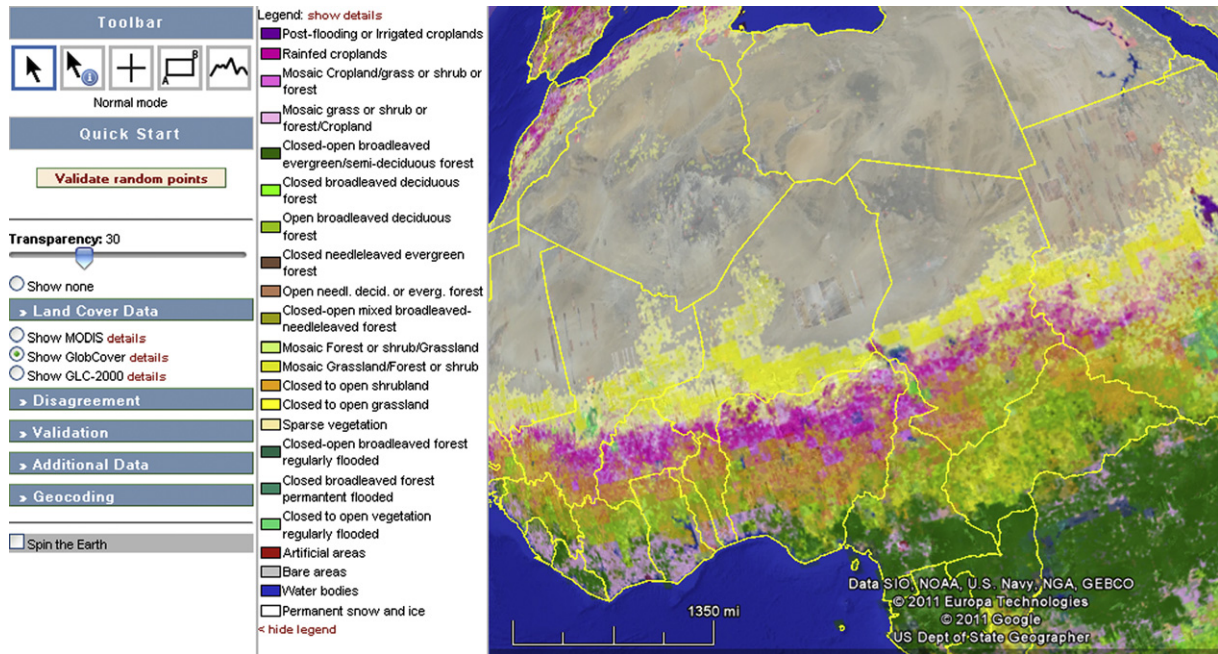 Toolbar
A
B
Normal mode
Quick Start
Validate random points
Transparency: 30
Show none
» Land Cover Data
Show MODIS details
Show GlobCover details
Show GLC-2000 details
» Disagreement
» Validation
» Additional Data
» Geocoding
Spin the Earth
Legend: show details
Post-flooding or Irrigated croplands
Rainfed croplands
Mosaic Cropland/grass or shrub or
forest
Mosaic grass or shrub or
forest/Cropland
Closed-open broadleaved
evergreen/semi-deciduous forest
Closed broadleaved deciduous
forest
Open broadleaved deciduous
forest
Closed needleleaved evergreen
forest
Open needl. decid. or everg. forest
Closed-open mixed broadleaved-
needleleaved forest
Mosaic Forest or shrub/Grassland
Mosaic Grassland/Forest or shrub
Closed to open shrubland
Closed to open grassland
Sparse vegetation
Closed-open broadleaved forest
regularly flooded
Closed broadleaved forest
permantent flooded
Closed to open vegetation
regularly flooded
Artificial areas
Bare areas
Water bodies
Permanent snow and ice
< hide legend
1350 mi
Data SIO, NOAA, U.S. Navy, NGA, GEBCO
© 2011 Europa Technologies
© 2011 Google
US Dept of State Geographer